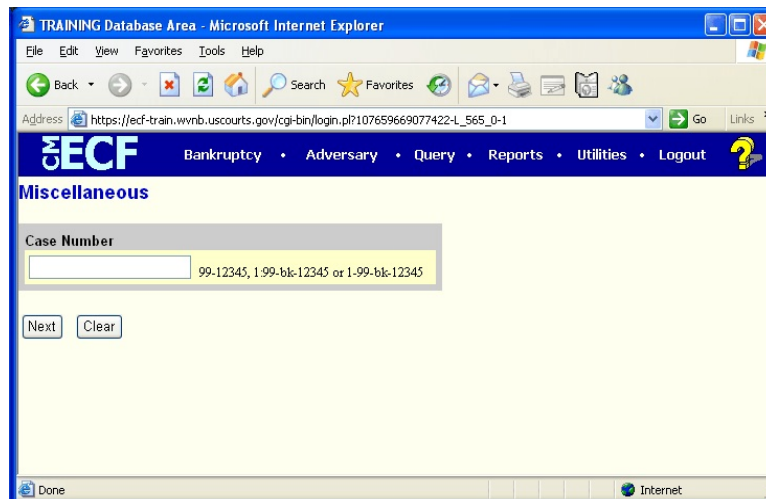 TRAINING Database Area - Microsoft Internet Explorer
File Edit View Favorites Tools Help
Back Search Favorites
Address https://ecf-train.wvnb.uscourts.gov/cgi-bin/login.pl?107659669077422-L_565_0-1 Go Links
CM ECF Bankruptcy • Adversary • Query • Reports • Utilities • Logout ?
Miscellaneous
Case Number
99-12345, 1:99-bk-12345 or 1-99-bk-12345
Next Clear
Done Internet